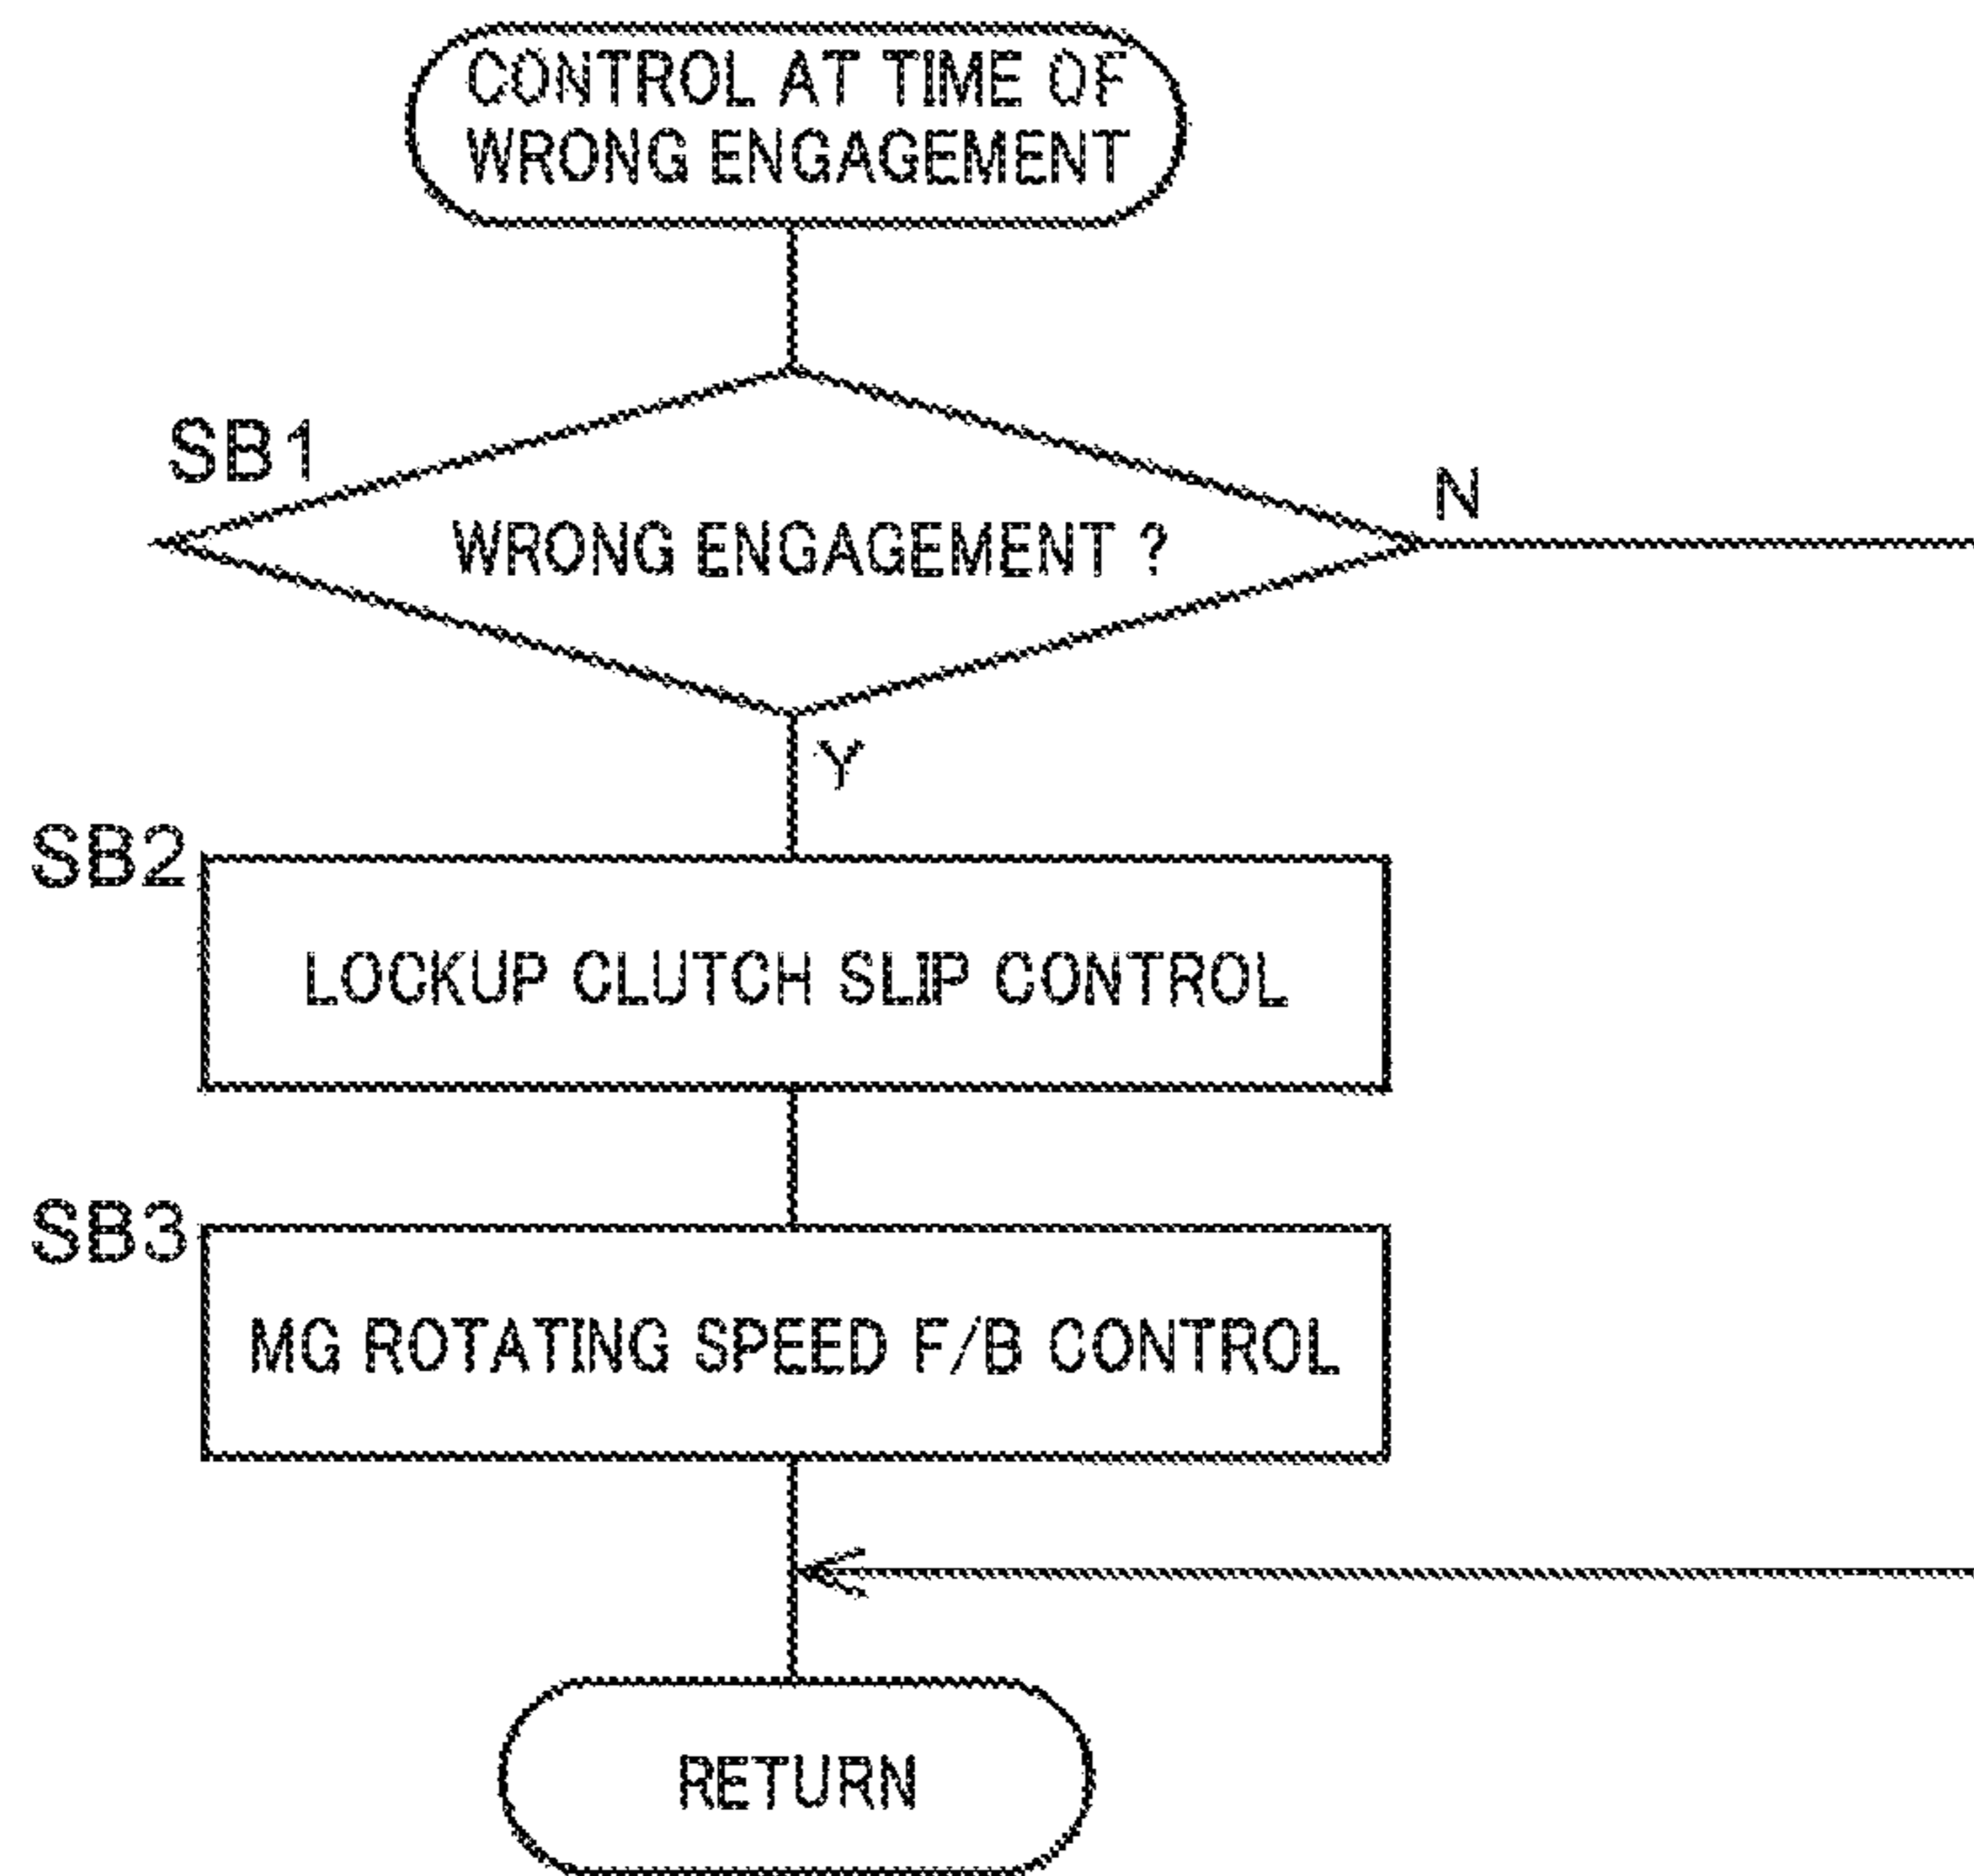 CONTROL AT TIME OF
WRONG ENGAGEMENT
SB1
WRONG ENGAGEMENT ?
N
Y
SB2
LOCKUP CLUTCH SLIP CONTROL
SB3
MG ROTATING SPEED F/B CONTROL
RETURN